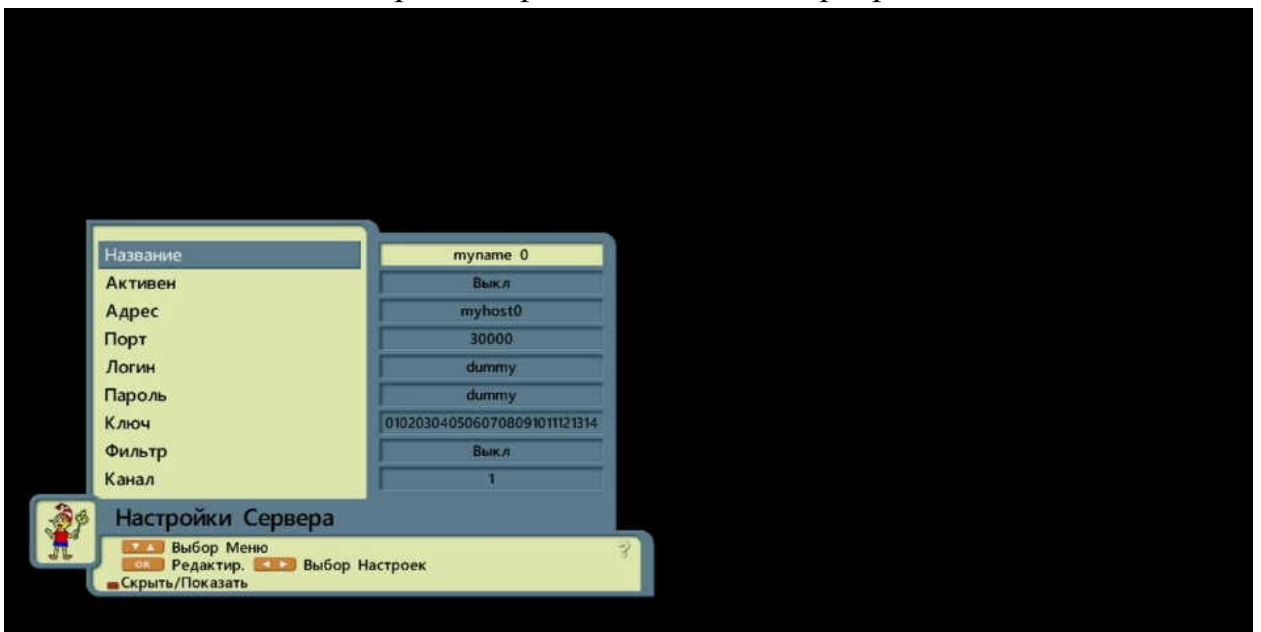 Название myname 0
Активен Выкл
Адрес myhost0
Порт 30000
Логин dummy
Пароль dummy
Ключ 0102030405060708091011121314
Фильтр Выкл
Канал 1
Настройки Сервера
Выбор Меню
OK Редактир. Выбор Настроек
Скрыть/Показать